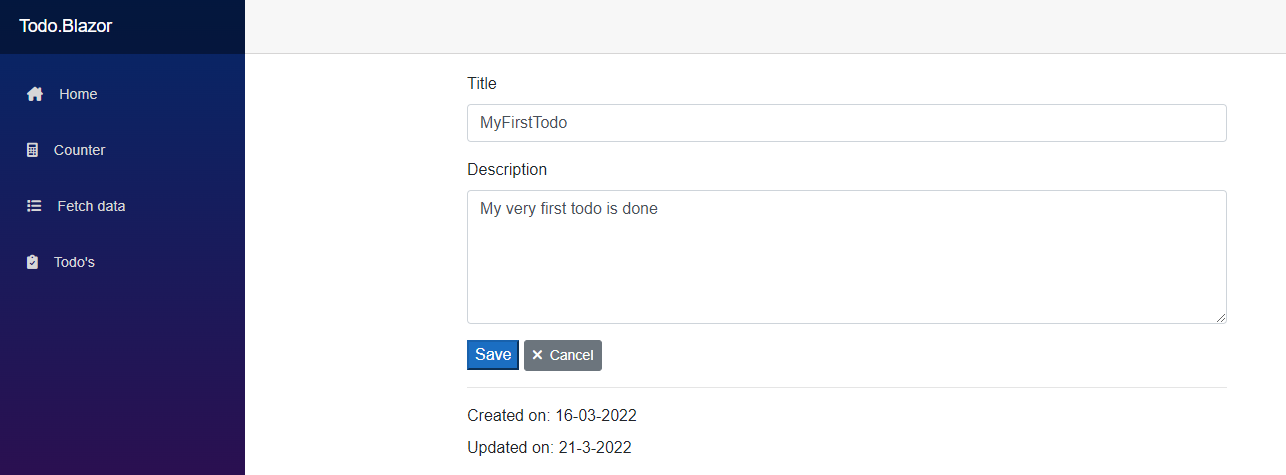 Todo.Blazor
Home
Counter
Fetch data
Todo's
Title
MyFirstTodo
Description
My very first todo is done
Save
Cancel
Created on: 16-03-2022
Updated on: 21-3-2022